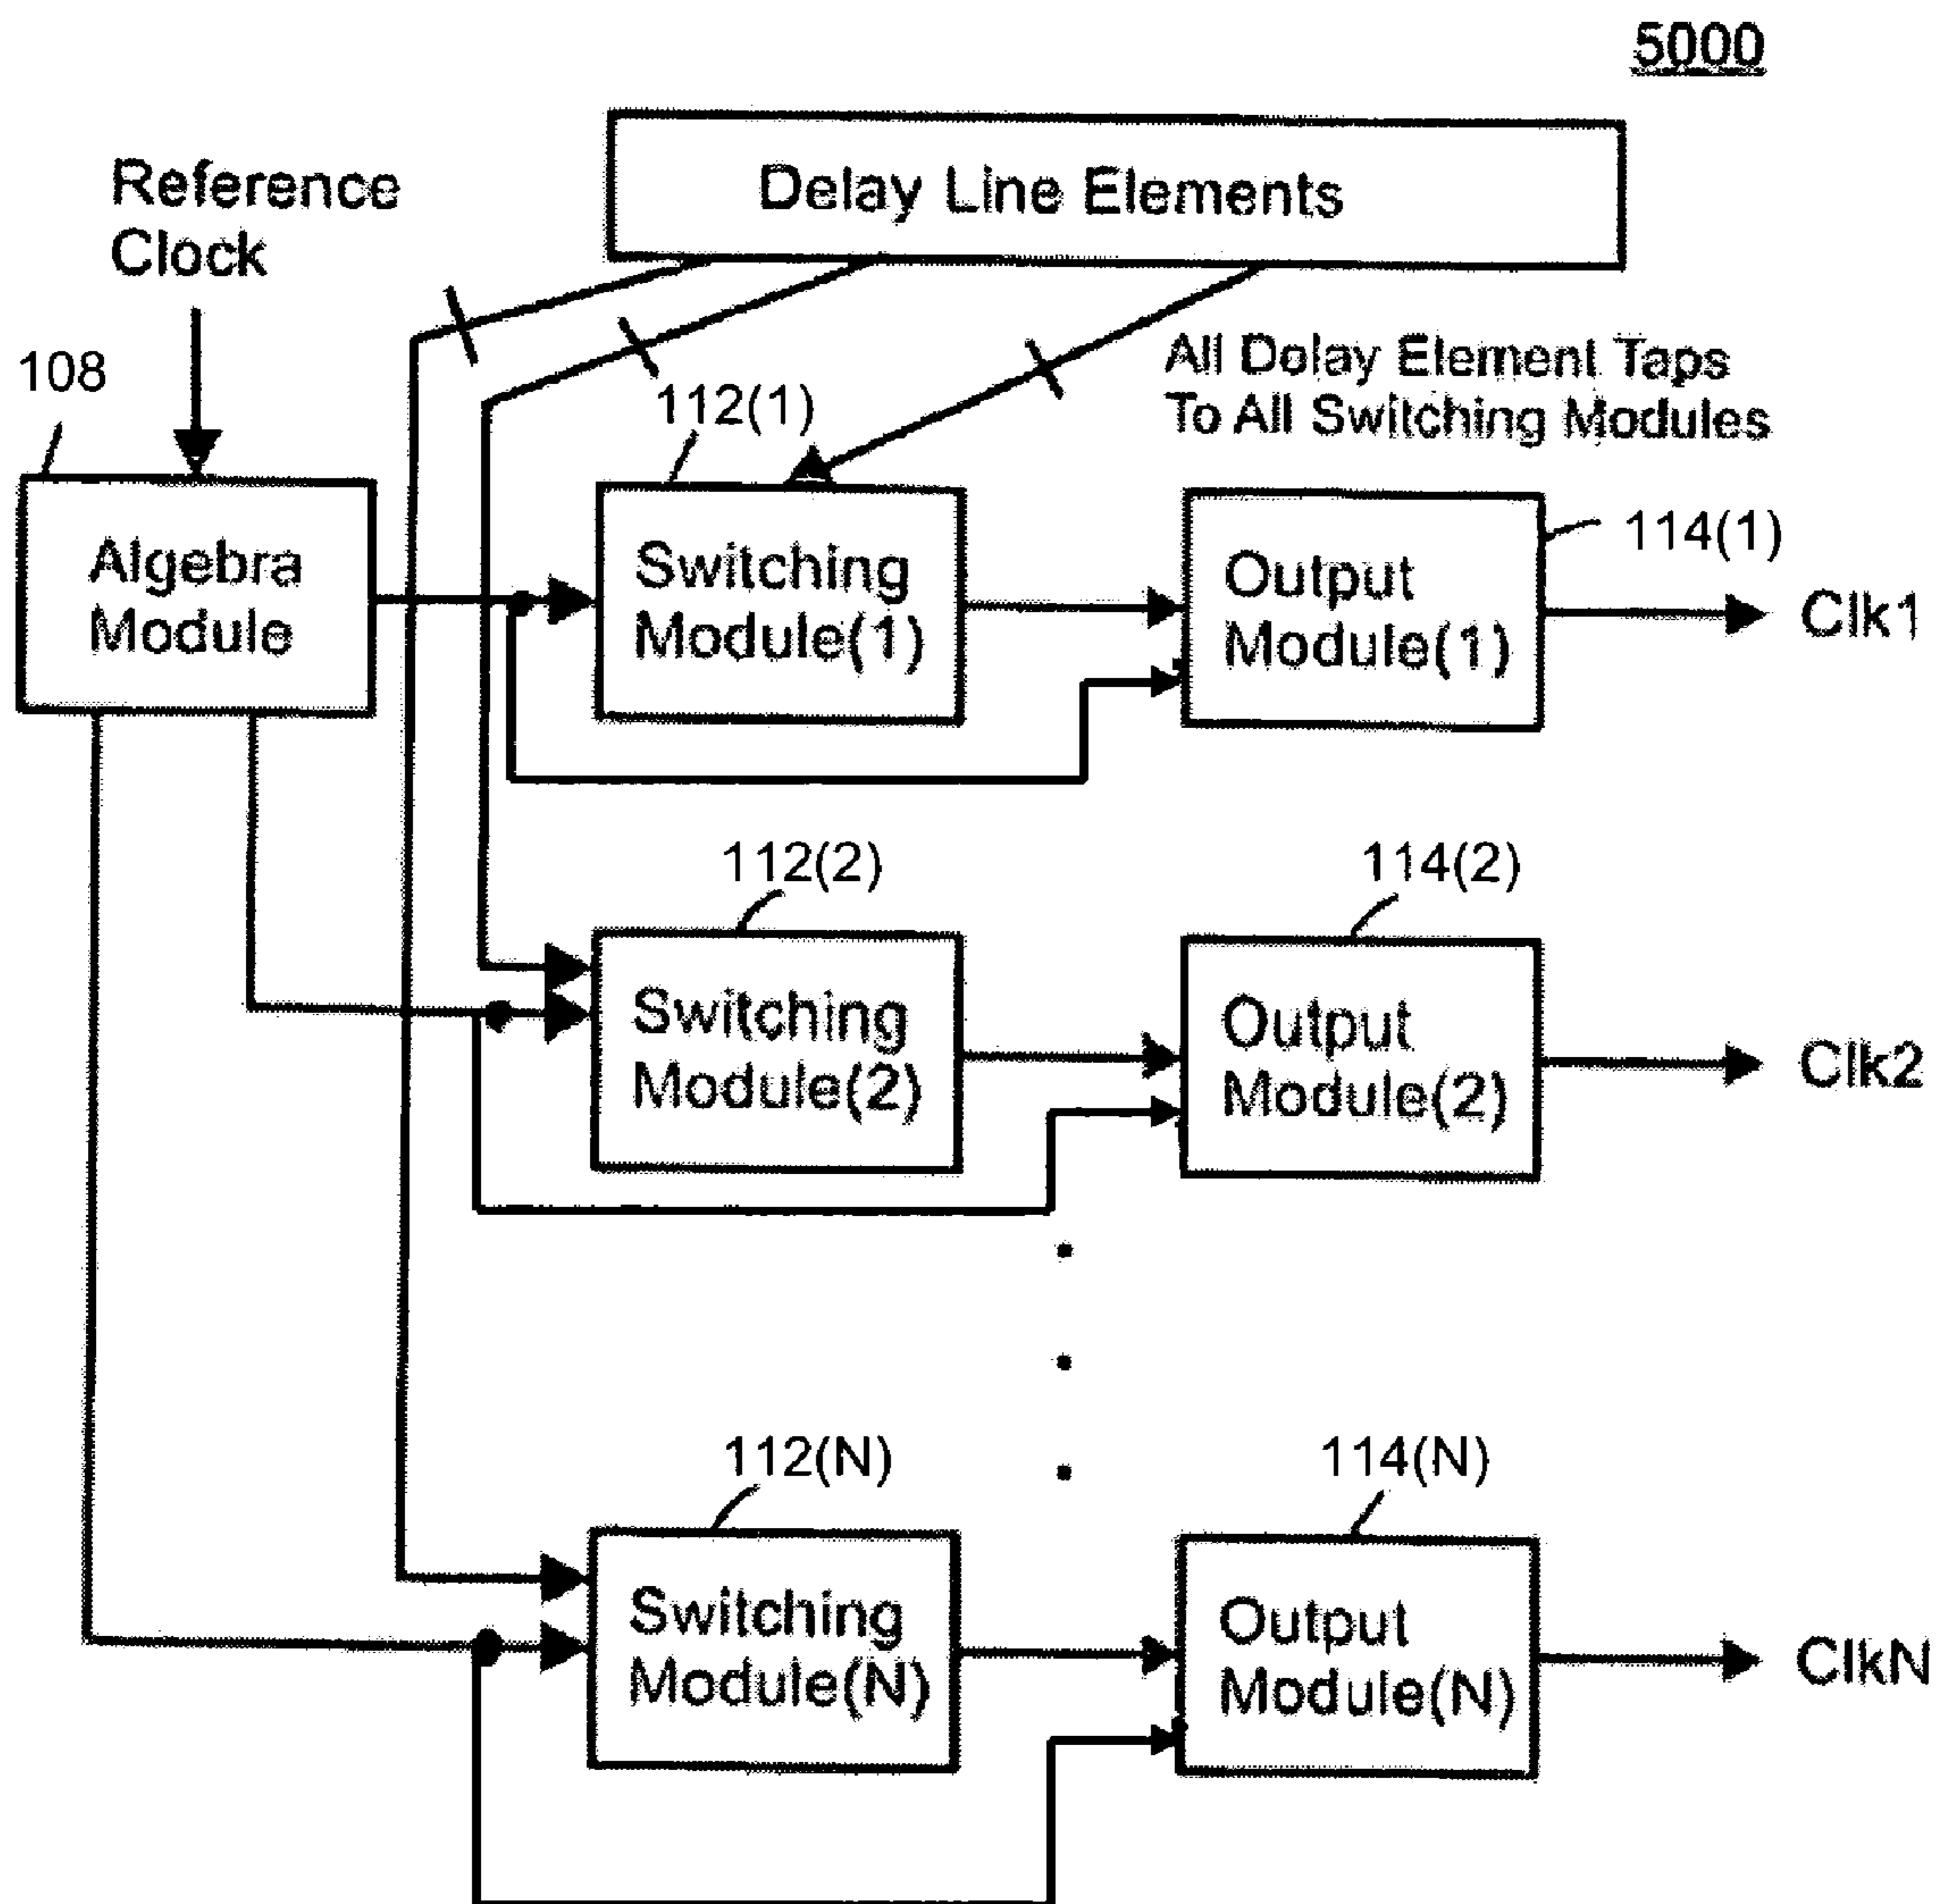 5000
Delay Line Elements
Reference
Clock
All Dolay Element Taps
To All Switching Modules
108
112(1)
Algebra
Module
Switching
Module(1)
Output
Module(1)
114(1)
Clk1
112(2)
114(2)
Switching
Module(2)
Output
Module(2)
Clk2
112(N)
114(N)
Switching
Module(N)
Output
Module(N)
ClkN